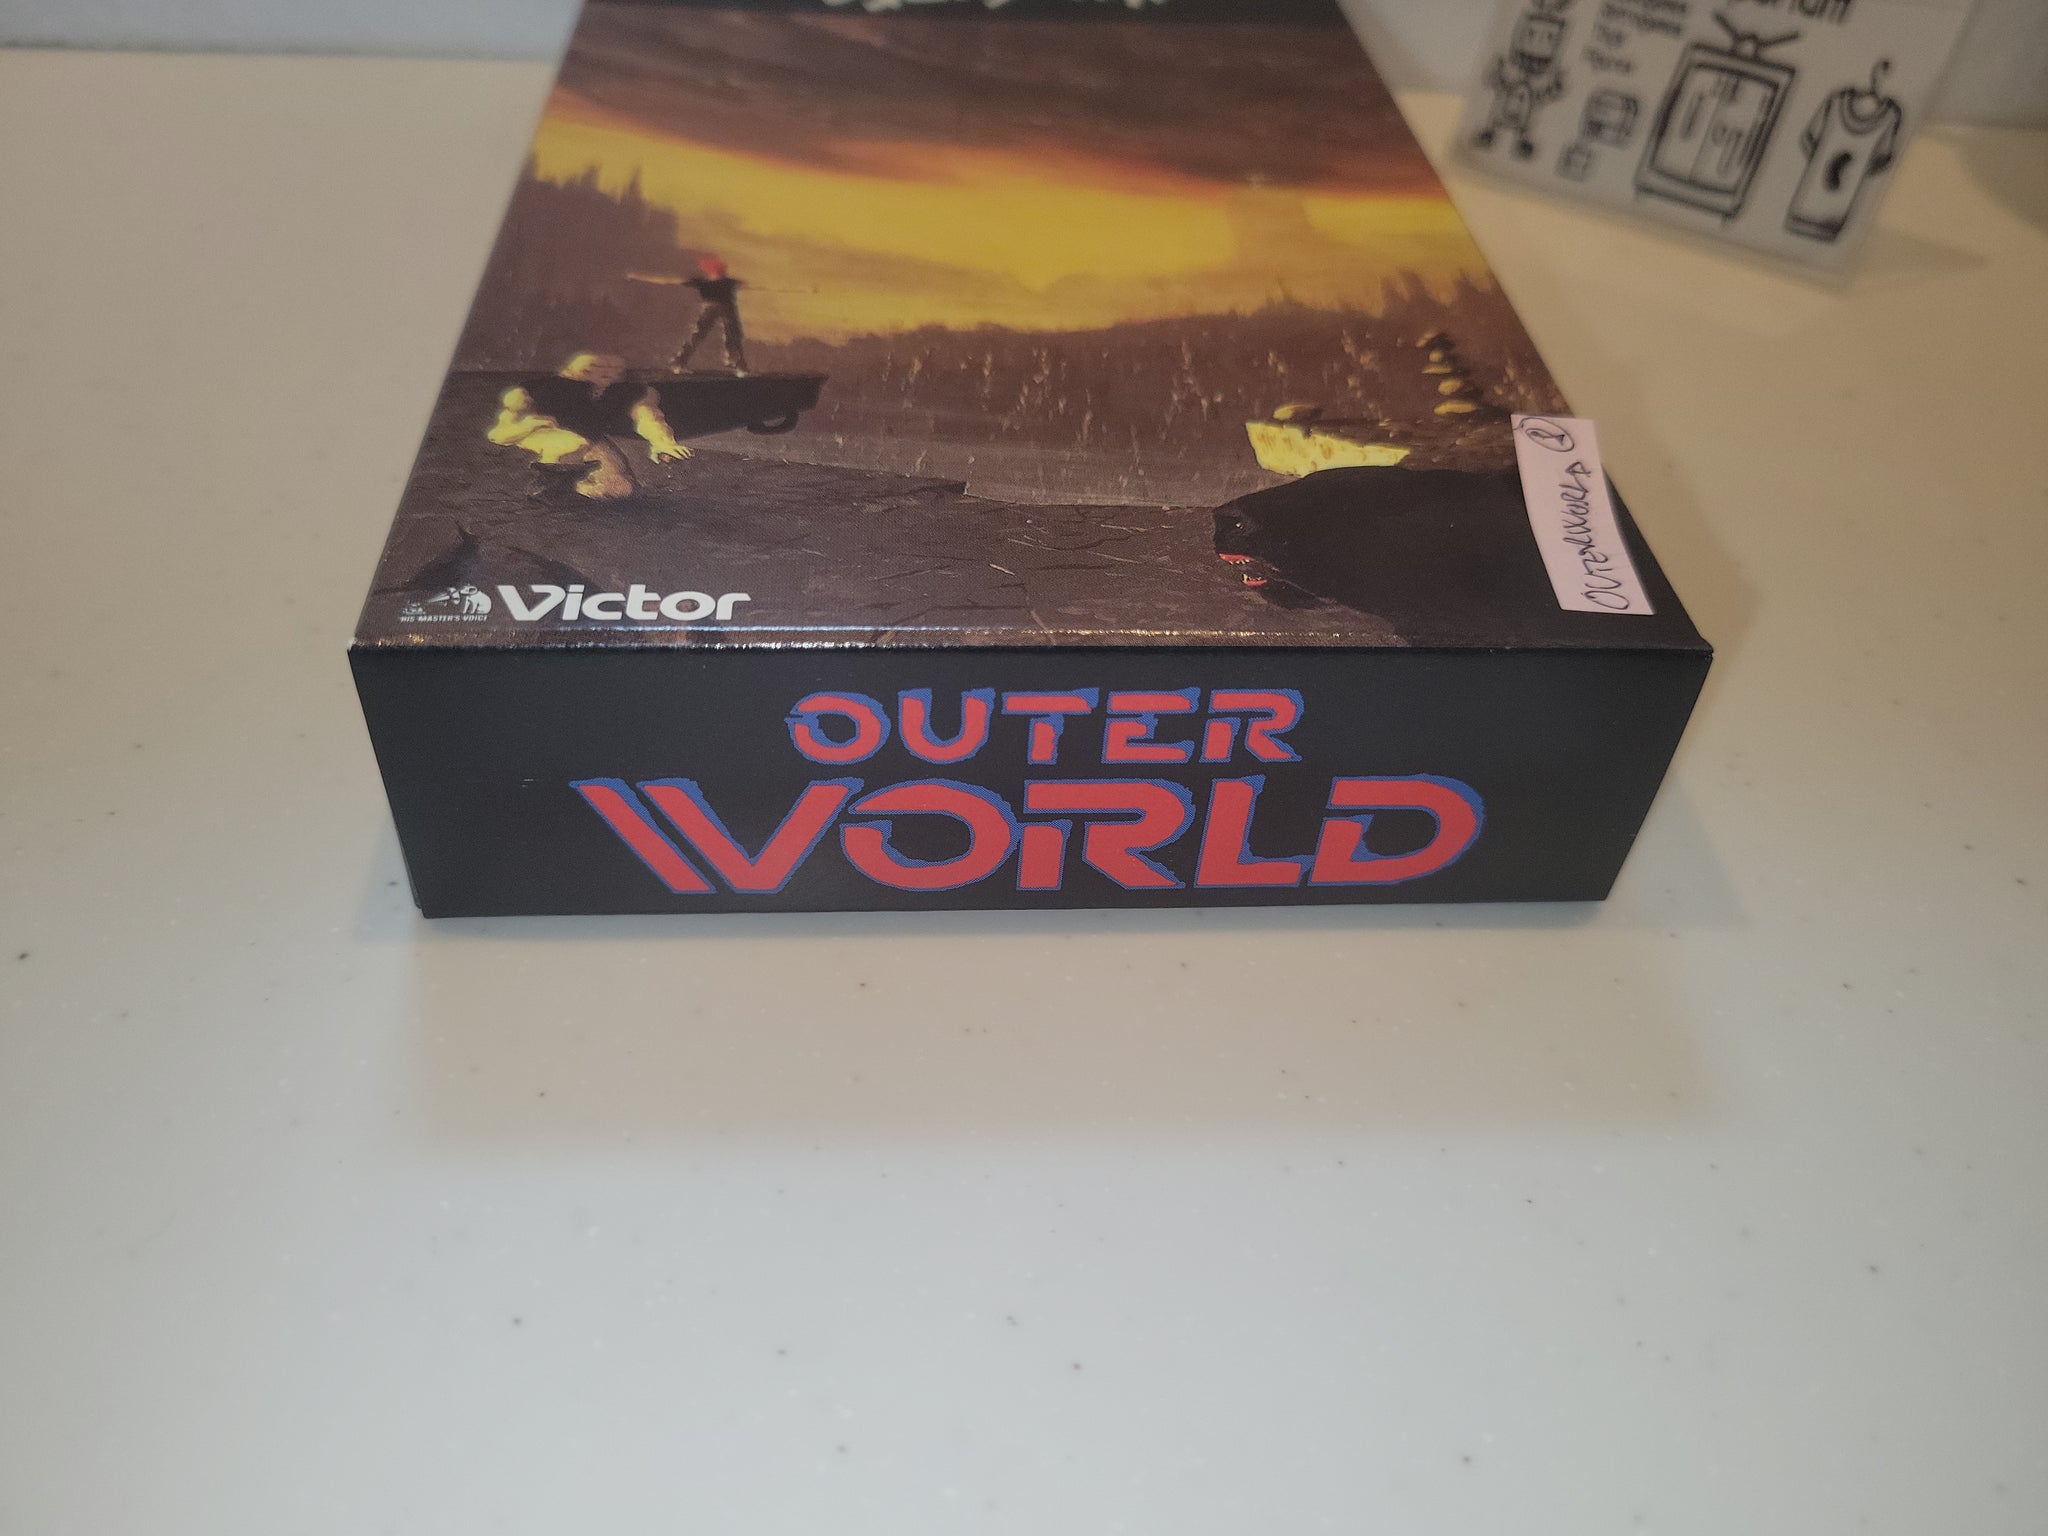 HIS MASTER'S VOICE
Victor
OUTERWORLD
OUTER
WORLD